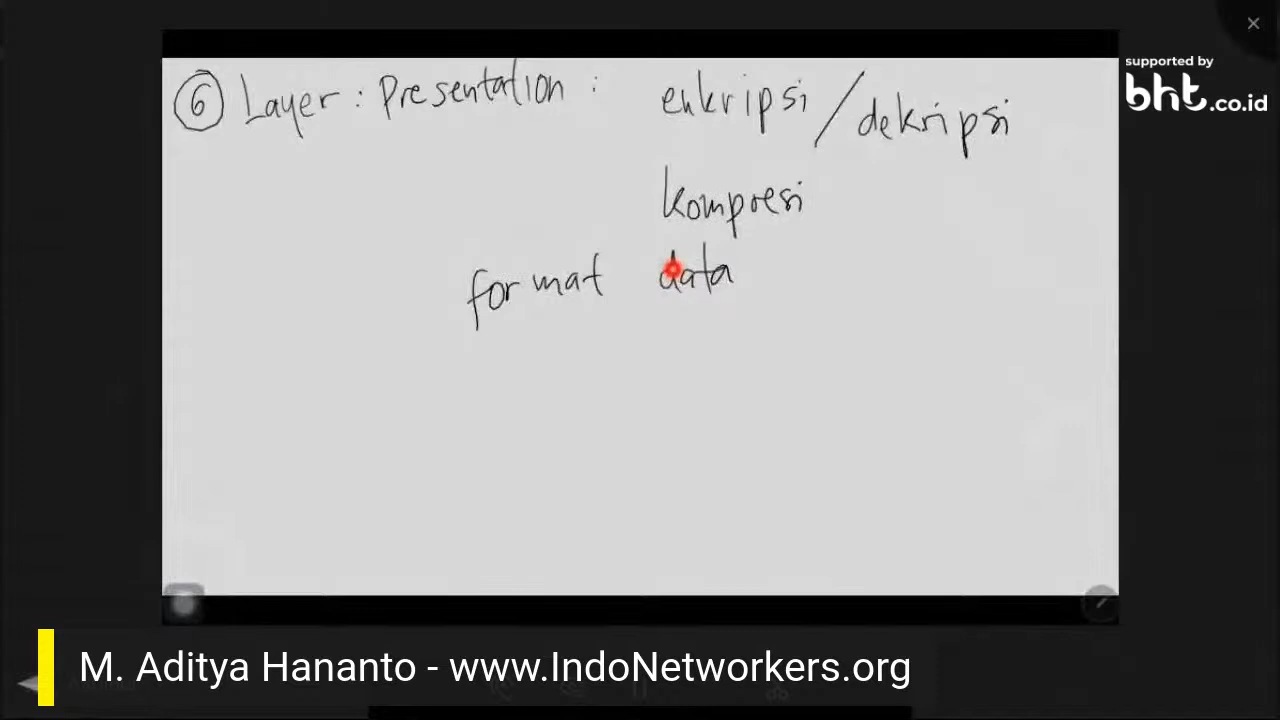 6 Layer : Presentation : enkripsi / dekripsi
kompresi
format data
supported by
bht.co.id
M. Aditya Hananto - www.IndoNetworkers.org